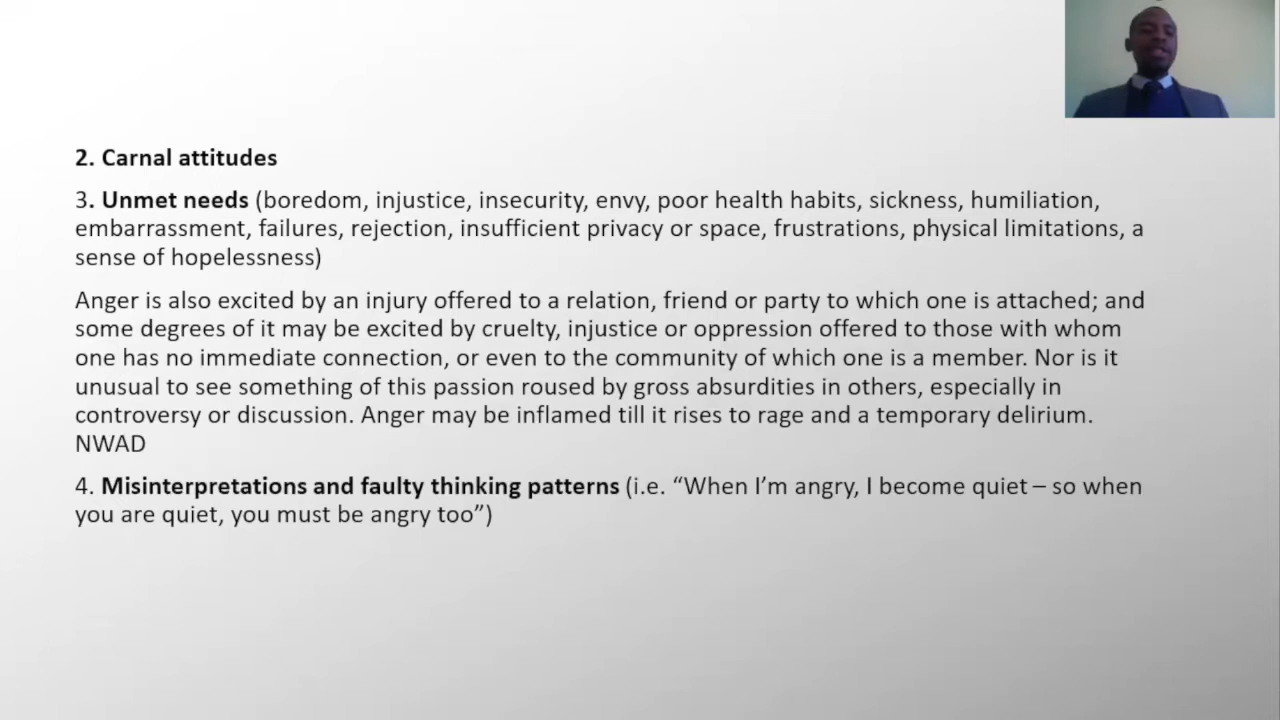 2. Carnal attitudes
3. Unmet needs (boredom, injustice, insecurity, envy, poor health habits, sickness, humiliation,
embarrassment, failures, rejection, insufficient privacy or space, frustrations, physical limitations, a
sense of hopelessness)
Anger is also excited by an injury offered to a relation, friend or party to which one is attached; and
some degrees of it may be excited by cruelty, injustice or oppression offered to those with whom
one has no immediate connection, or even to the community of which one is a member. Nor is it
unusual to see something of this passion roused by gross absurdities in others, especially in
controversy or discussion. Anger may be inflamed till it rises to rage and a temporary delirium.
NWAD
4. Misinterpretations and faulty thinking patterns (i.e. “When I’m angry, I become quiet – so when
you are quiet, you must be angry too”)